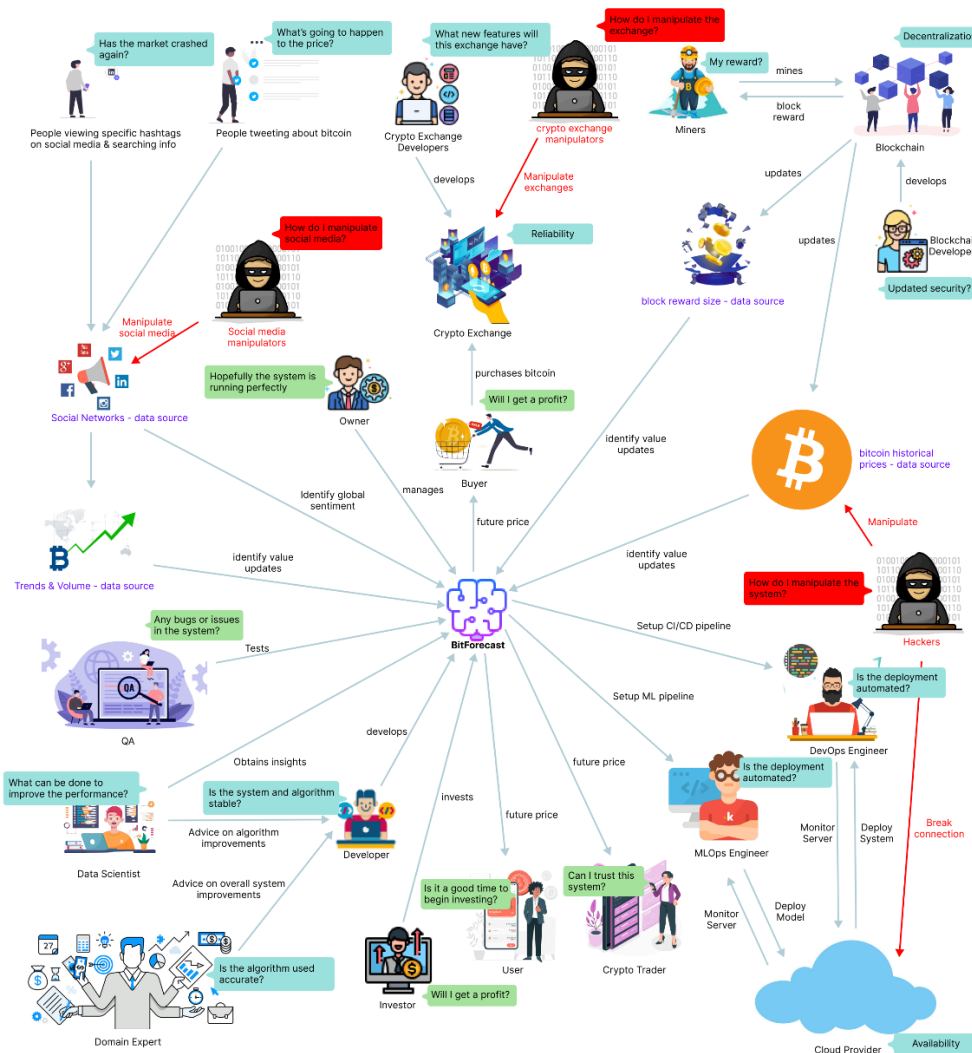 Has the market crashed
again?
What's going to happen
to the price?
What new features will
this exchange have?
How do I manipulate the
exchange?
My reward?
mines
block
reward
Decentralization
People viewing specific hashtags
on social media & searching info
People tweeting about bitcoin
Crypto Exchange
Developers
crypto exchange
manipulators
Miners
Blockchain
develops
Manipulate
exchanges
updates
develops
How do I manipulate
social media?
Reliability
updates
Blockchain
Develope
Updated security?
block reward size - data source
Manipulate
social media
Social media
manipulators
Crypto Exchange
Hopefully the system is
running perfectly
purchases bitcoin
Will I get a profit?
Social Networks - data source
Owner
identify value
updates
bitcoin historical
prices - data source
Buyer
Identify global
sentiment
manages
future price
Manipulate
Trends & Volume - data source
identify value
updates
identify value
updates
How do I manipulate the
system?
Any bugs or issues
in the system?
Tests
BitForecast
Setup CI/CD pipeline
Hackers
QA
QA
Is the deployment
automated?
Setup ML pipeline
develops
DevOps Engineer
Obtains insights
future price
Is the deployment
automated?
What can be done to
improve the performance?
Is the system and algorithm
stable?
invests
future price
Data Scientist
Advice on algorithm
improvements
Developer
MLOps Engineer
Monitor
Server
Deploy
System
Break
connection
Advice on overall system
improvements
Is it a good time to
begin investing?
Can I trust this
system?
Monitor
Server
Deploy
Model
27
Is the algorithm used
accurate?
User
Crypto Trader
Investor
Will I get a profit?
Domain Expert
Cloud Provider
Availability